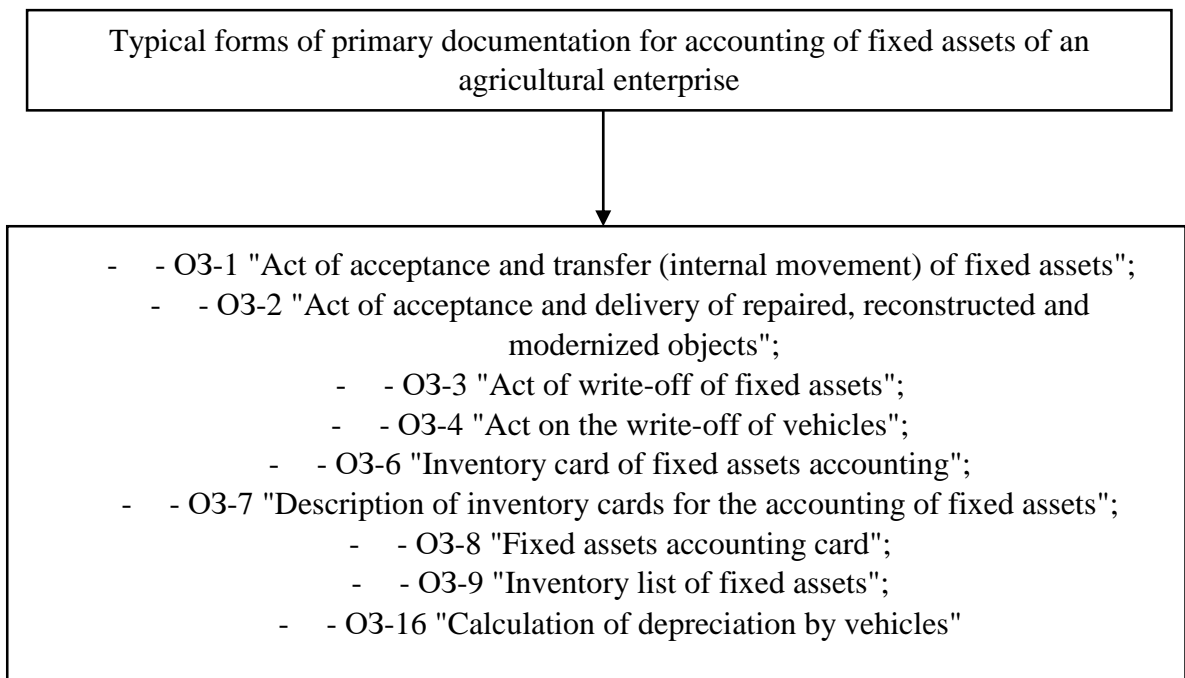 Typical forms of primary documentation for accounting of fixed assets of an
agricultural enterprise
- - ОЗ-1 "Act of acceptance and transfer (internal movement) of fixed assets";
- - ОЗ-2 "Act of acceptance and delivery of repaired, reconstructed and
modernized objects";
- - ОЗ-3 "Act of write-off of fixed assets";
- - ОЗ-4 "Act on the write-off of vehicles";
- - ОЗ-6 "Inventory card of fixed assets accounting";
- - ОЗ-7 "Description of inventory cards for the accounting of fixed assets";
- - ОЗ-8 "Fixed assets accounting card";
- - ОЗ-9 "Inventory list of fixed assets";
- - ОЗ-16 "Calculation of depreciation by vehicles"